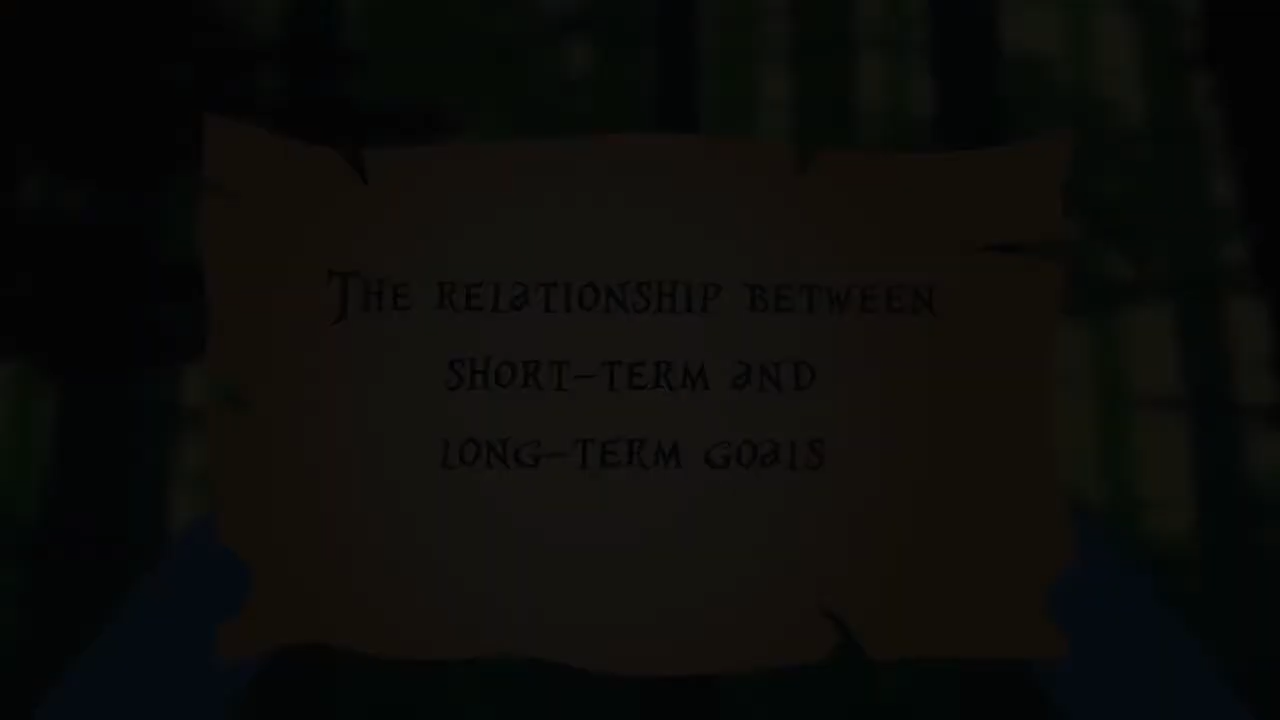 The relationship between
short-term and
long-term goals